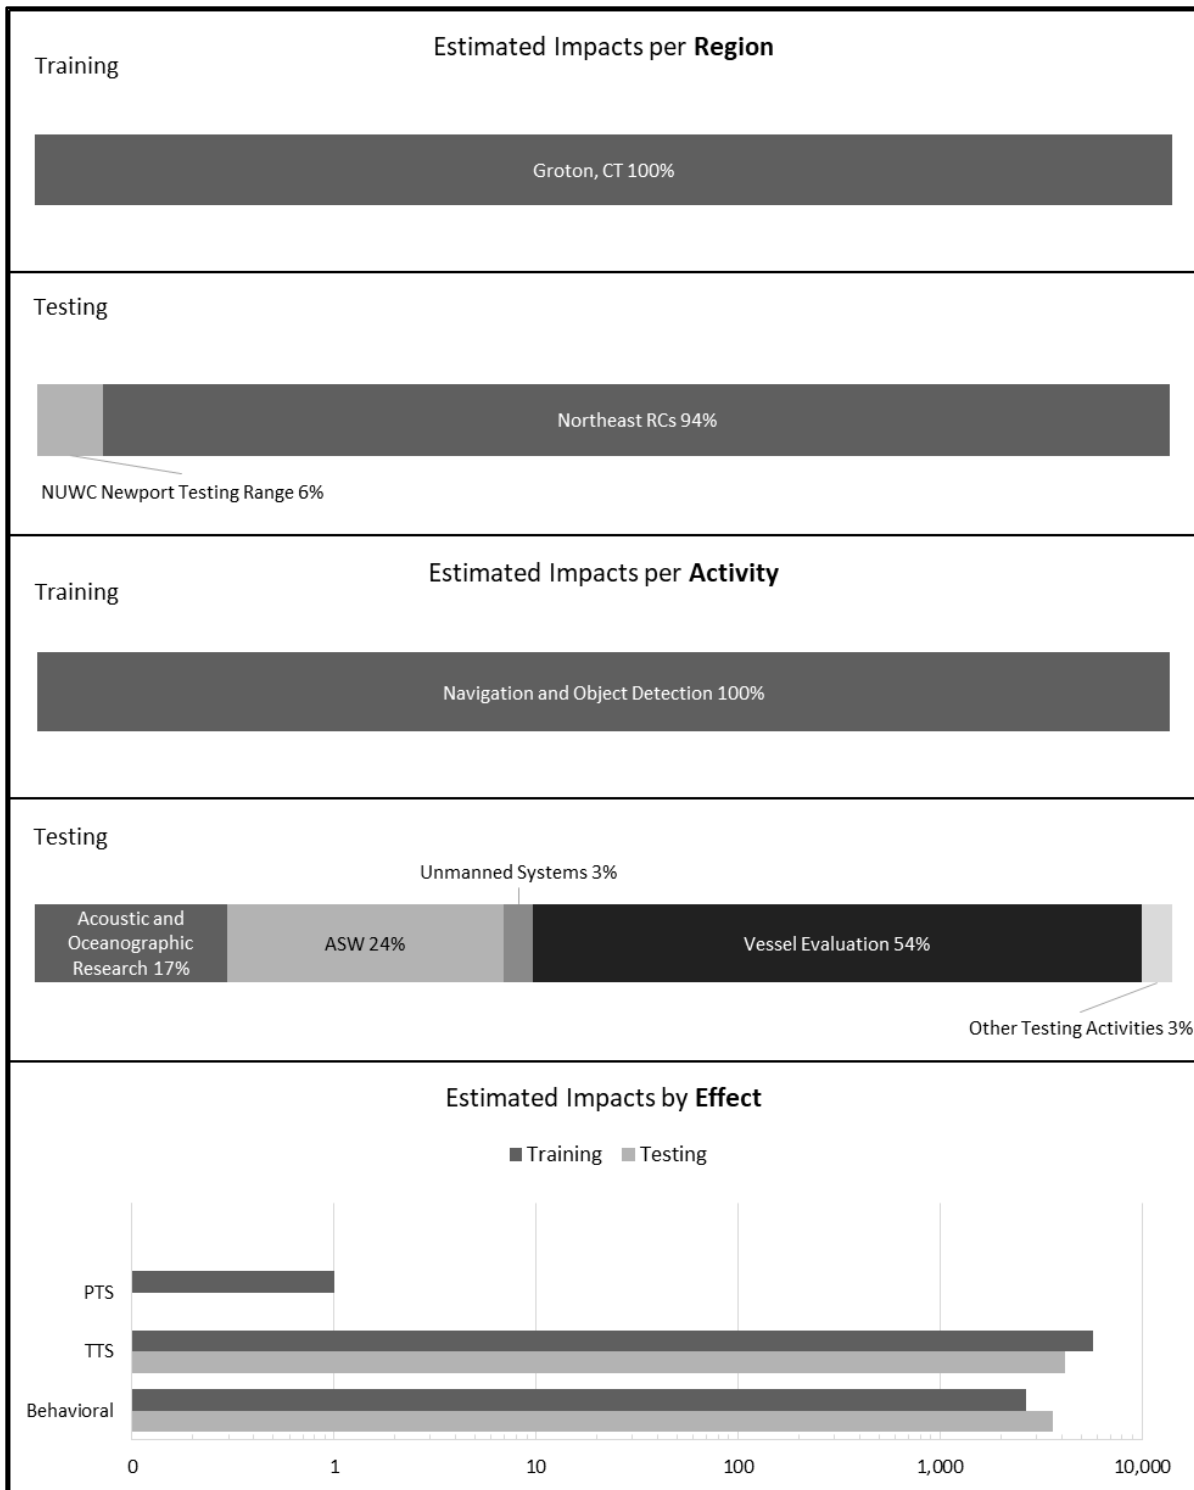 Estimated Impacts per Region
Training
Groton, CT 100%
Testing
Northeast RCs 94%
NUWC Newport Testing Range 6%
Estimated Impacts per Activity
Training
Navigation and Object Detection 100%
Testing
Unmanned Systems 3%
Acoustic and
Oceanographic
Research 17%
ASW 24%
Vessel Evaluation 54%
Other Testing Activities 3%
Estimated Impacts by Effect
Training Testing
PTS
TTS
Behavioral
0 1 10 100 1,000 10,000